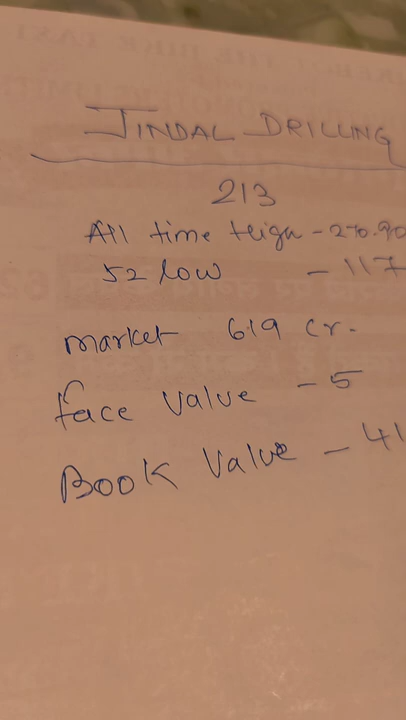 JINDAL DRILLING
213
All time High - 270.90
52 low - 117
market 619 cr.
face value - 5
Book Value - 41